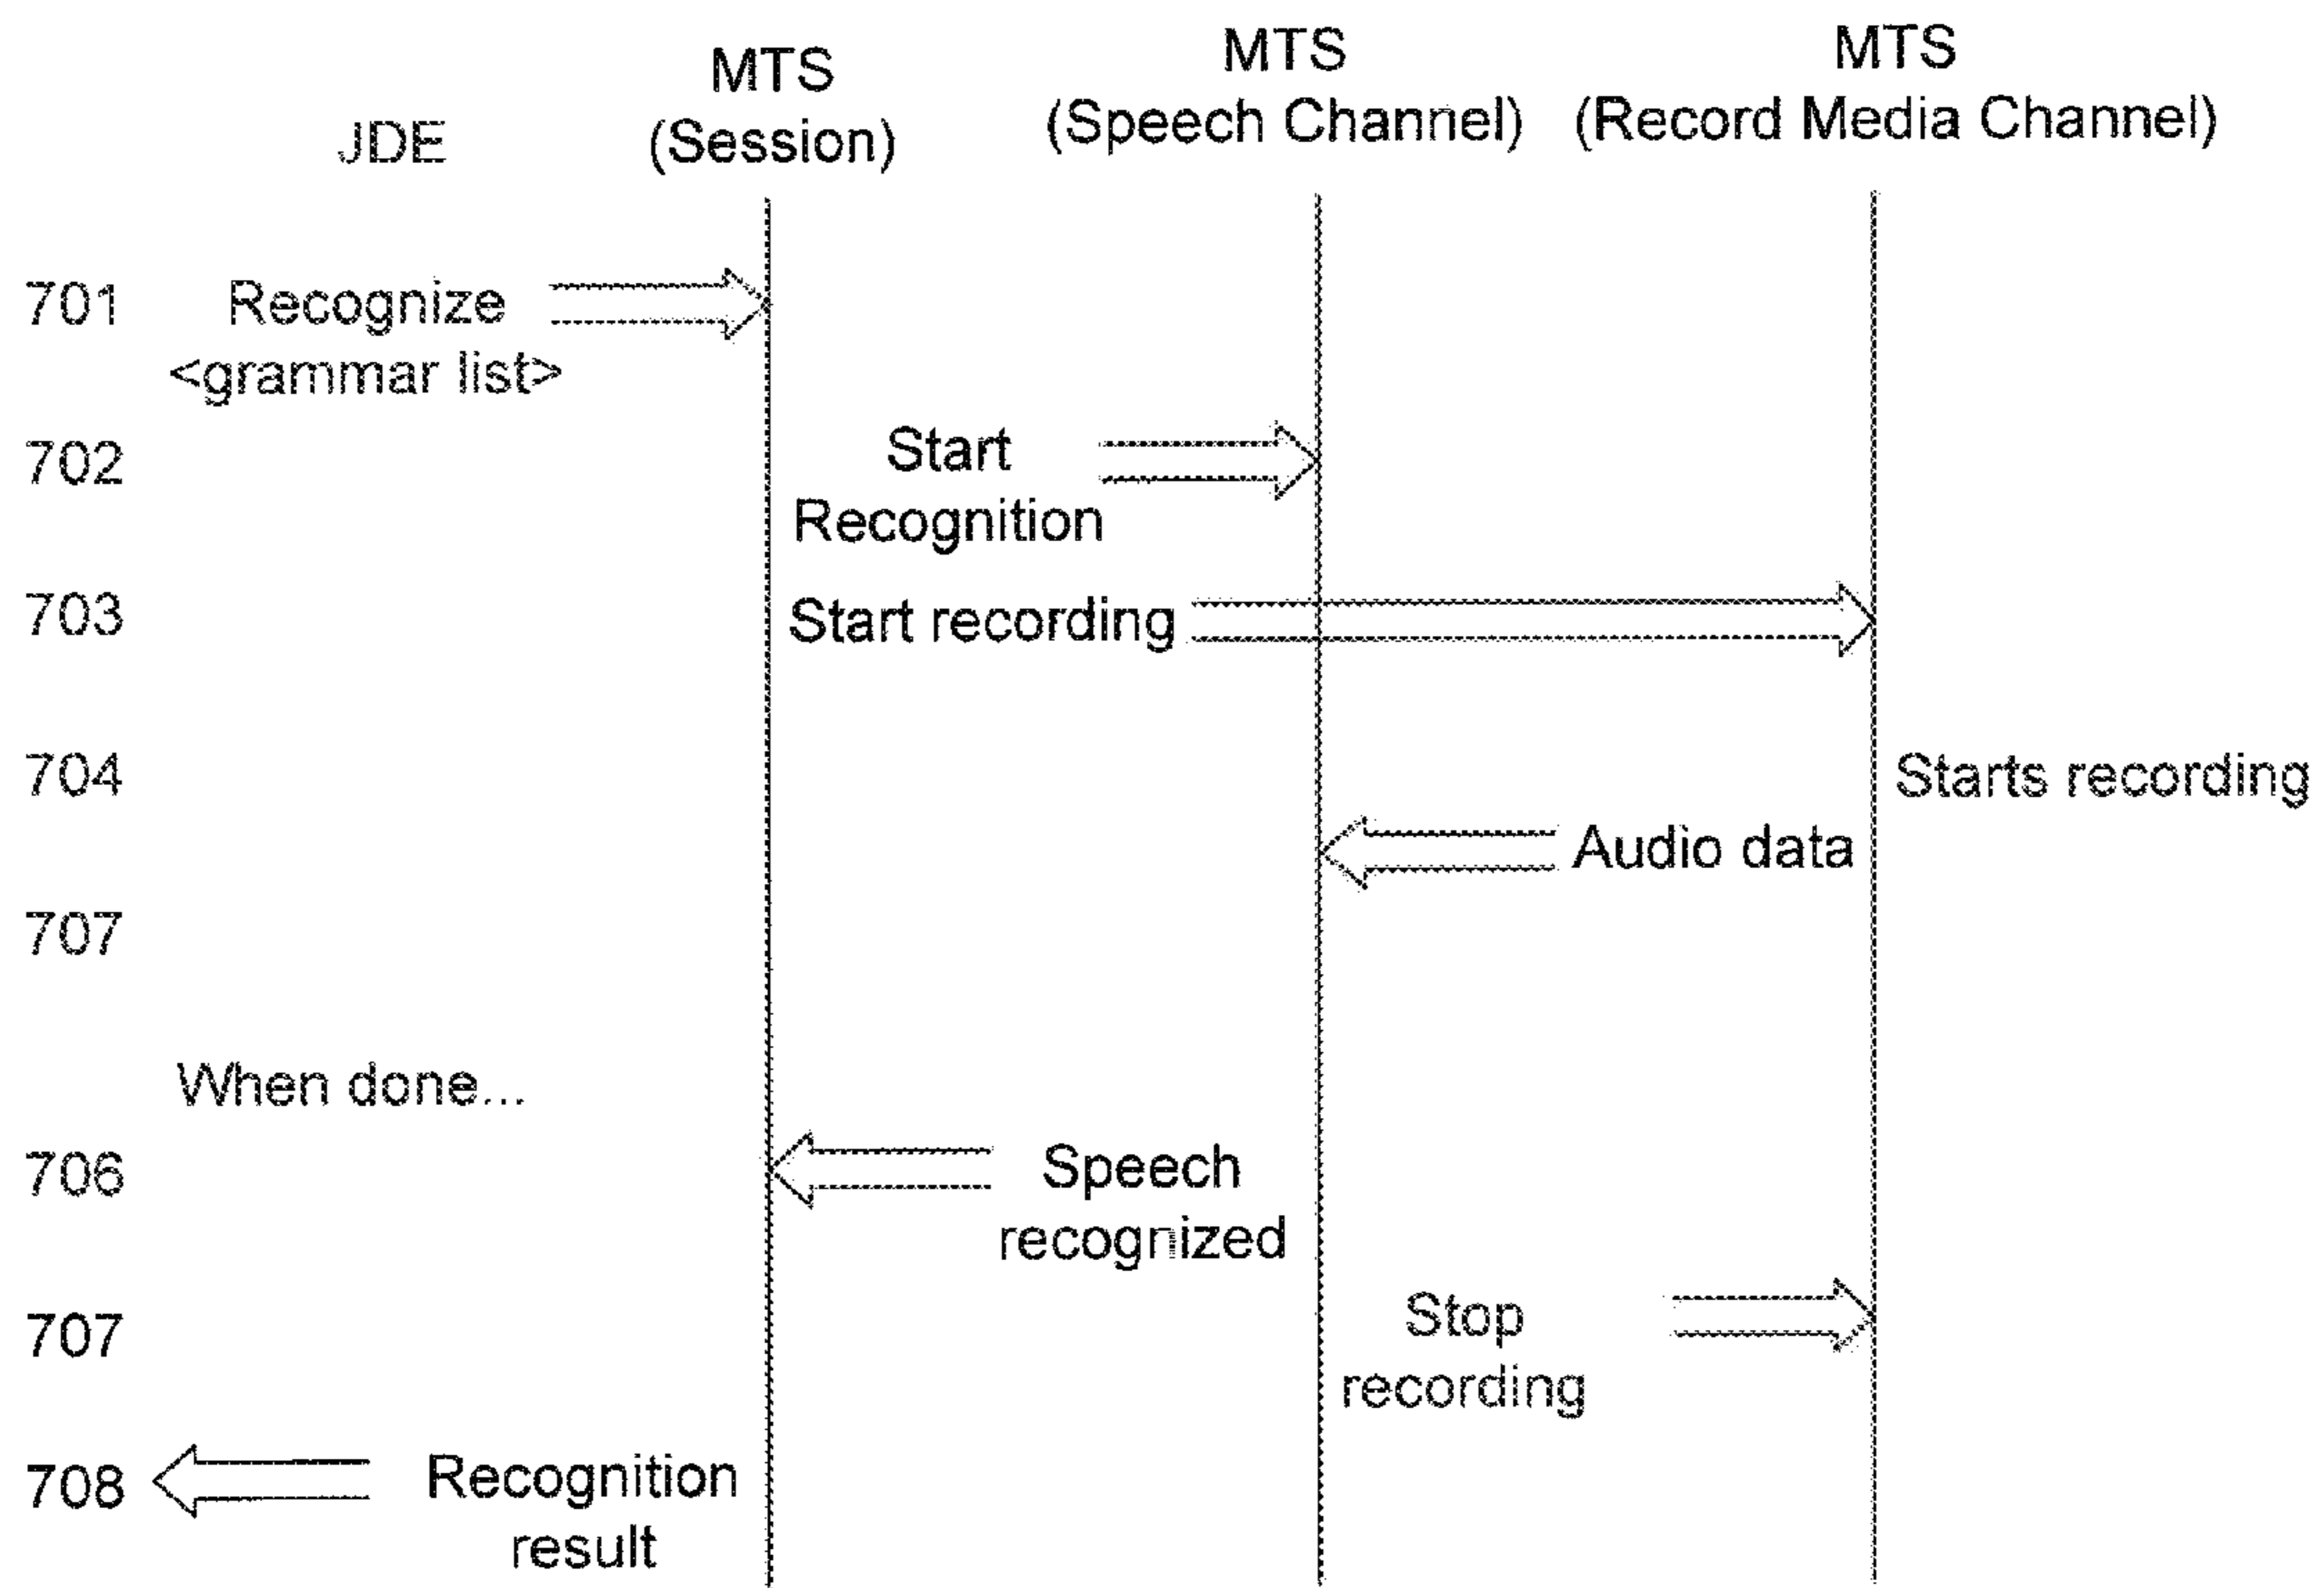 MTS
(Session)
MTS
(Speech Channel)
MTS
(Record Media Channel)
JDE
701 Recognize
<grammar list>
702 Start
Recognition
703 Start recording
704 Starts recording
Audio data
707
When done...
706 Speech
recognized
707 Stop
recording
708 Recognition
result